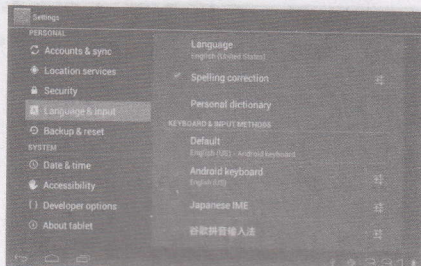 Settings
PERSONAL
Accounts & sync
Location services
Security
Language & input
Backup & reset
SYSTEM
Date & time
Accessibility
{ } Developer options
About tablet
Language
English (United States)
Spelling correction
Personal dictionary
KEYBOARD & INPUT METHODS
Default
English (US) - Android keyboard
Android keyboard
English (US)
Japanese IME
谷歌拼音输入法